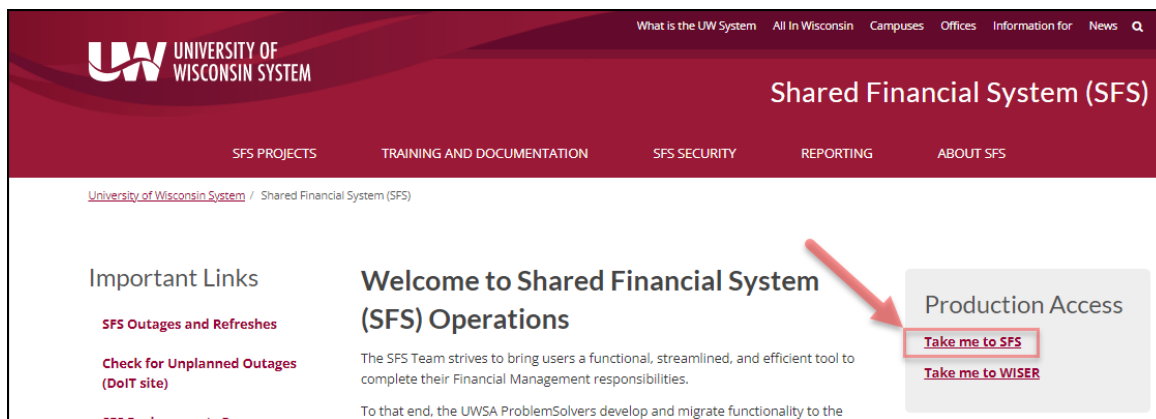 What is the UW System All In Wisconsin Campuses Offices Information for News
UW UNIVERSITY OF
WISCONSIN SYSTEM
Shared Financial System (SFS)
SFS PROJECTS TRAINING AND DOCUMENTATION SFS SECURITY REPORTING ABOUT SFS
University of Wisconsin System / Shared Financial System (SFS)
Important Links
SFS Outages and Refreshes
Check for Unplanned Outages
(DoIT site)
Welcome to Shared Financial System
(SFS) Operations
The SFS Team strives to bring users a functional, streamlined, and efficient tool to
complete their Financial Management responsibilities.
To that end, the UWSA ProblemSolvers develop and migrate functionality to the
Production Access
Take me to SFS
Take me to WISER